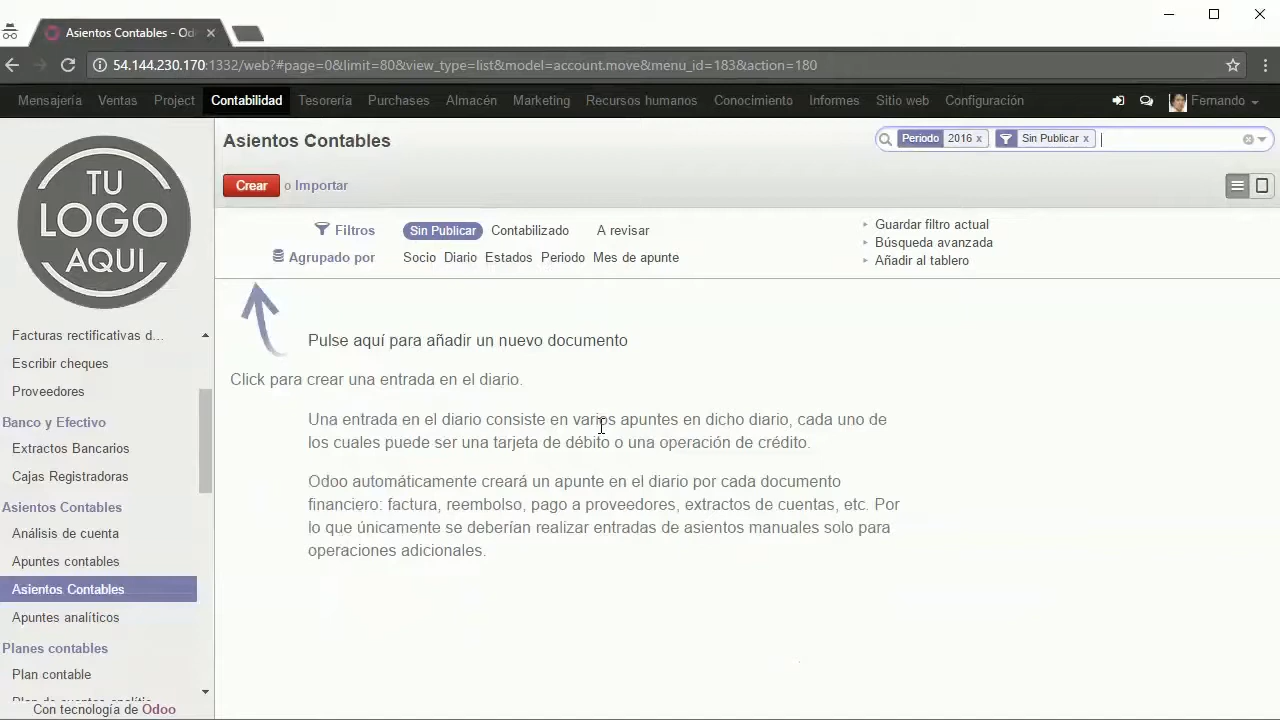 Asientos Contables - Od
54.144.230.170:1332/web?#page=0&limit=80&view_type=list&model=account.move&menu_id=183&action=180
Mensajería Ventas Project Contabilidad Tesorería Purchases Almacén Marketing Recursos humanos Conocimiento Informes Sitio web Configuración Fernando
TU
LOGO
AQUI
Facturas rectificativas d...
Escribir cheques
Proveedores
Banco y Efectivo
Extractos Bancarios
Cajas Registradoras
Asientos Contables
Análisis de cuenta
Apuntes contables
Asientos Contables
Apuntes analíticos
Planes contables
Plan contable
Plan de cuentas analític
Con tecnología de Odoo
Asientos Contables
Periodo 2016 x Sin Publicar x
Crear o Importar
Filtros Sin Publicar Contabilizado A revisar
Agrupado por Socio Diario Estados Periodo Mes de apunte
Guardar filtro actual
Búsqueda avanzada
Añadir al tablero
Pulse aquí para añadir un nuevo documento
Click para crear una entrada en el diario.
Una entrada en el diario consiste en varios apuntes en dicho diario, cada uno de
los cuales puede ser una tarjeta de débito o una operación de crédito.
Odoo automáticamente creará un apunte en el diario por cada documento
financiero: factura, reembolso, pago a proveedores, extractos de cuentas, etc. Por
lo que únicamente se deberían realizar entradas de asientos manuales solo para
operaciones adicionales.